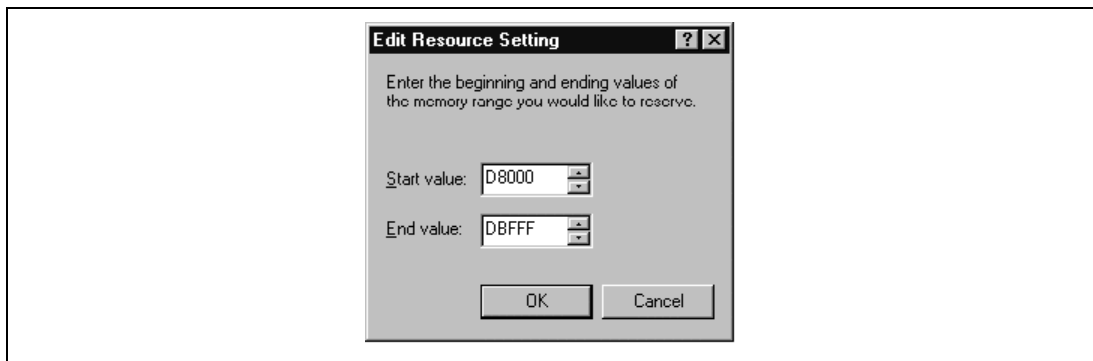 Edit Resource Setting
Enter the beginning and ending values of
the memory range you would like to reserve.
Start value: D8000
End value: DBFFF
OK Cancel